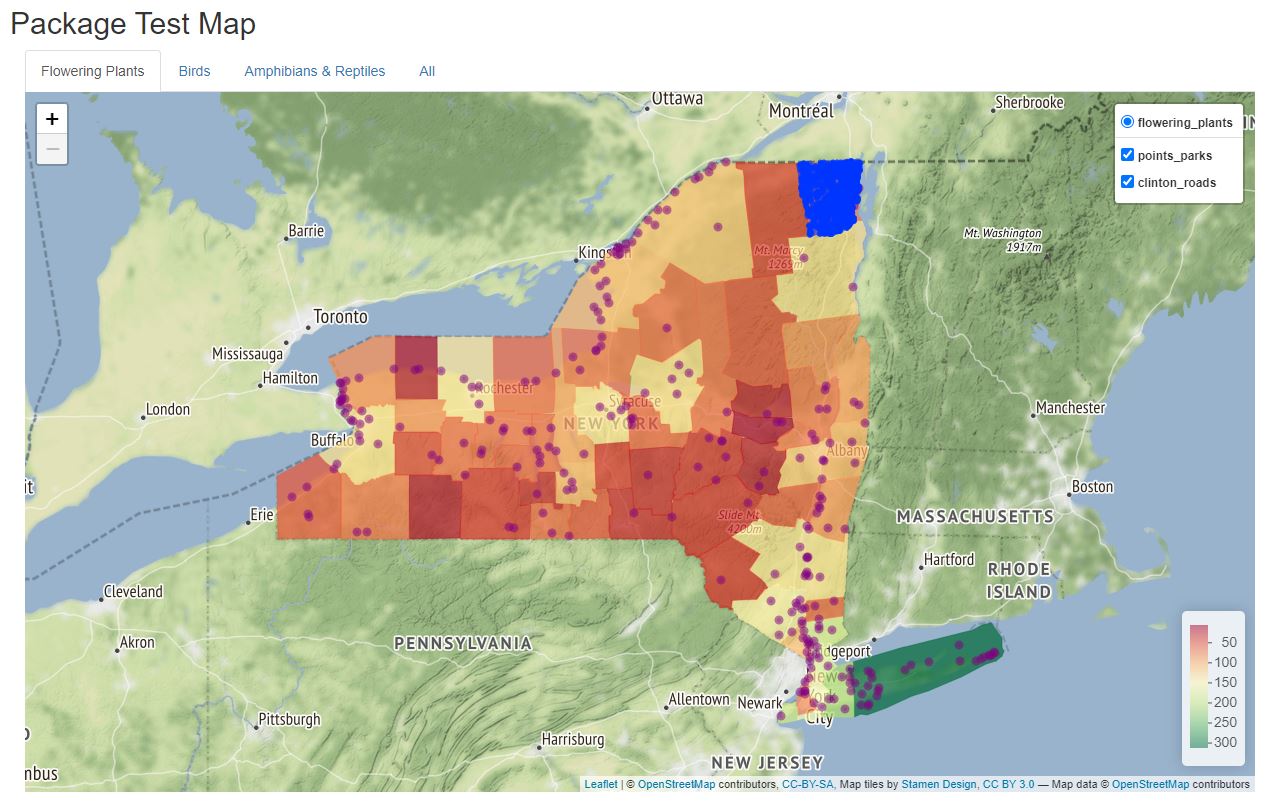 Package Test Map
Flowering Plants Birds Amphibians & Reptiles All
+
−
Ottawa
Montréal
Sherbrooke
flowering_plants
points_parks
clinton_roads
Barrie
Mt. Washington
1917m
Mt. Marcy
1269m
Toronto
Mississauga
Hamilton
Rochester
Syracuse
NEW YORK
London
Manchester
Buffalo
Albany
Boston
Erie
Slide Mt
4200m
MASSACHUSETTS
Hartford
RHODE
ISLAND
Cleveland
Akron
PENNSYLVANIA
dgeport
New
York
City
Allentown
Newark
Pittsburgh
Harrisburg
NEW JERSEY
mbus
50
100
150
200
250
300
Leaflet | © OpenStreetMap contributors, CC-BY-SA, Map tiles by Stamen Design, CC BY 3.0 — Map data © OpenStreetMap contributors